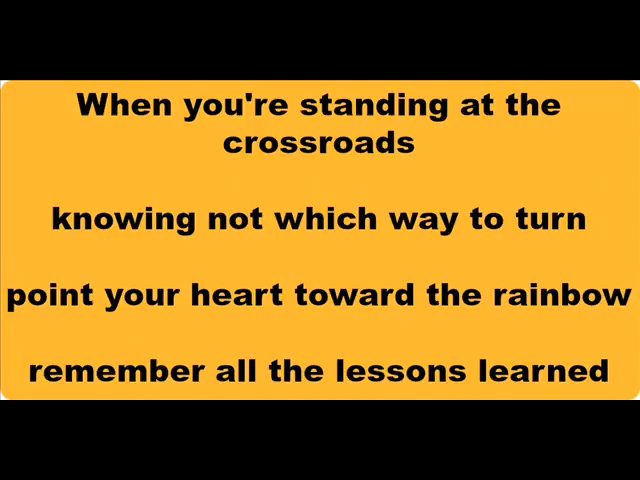 When you're standing at the
crossroads
knowing not which way to turn
point your heart toward the rainbow
remember all the lessons learned